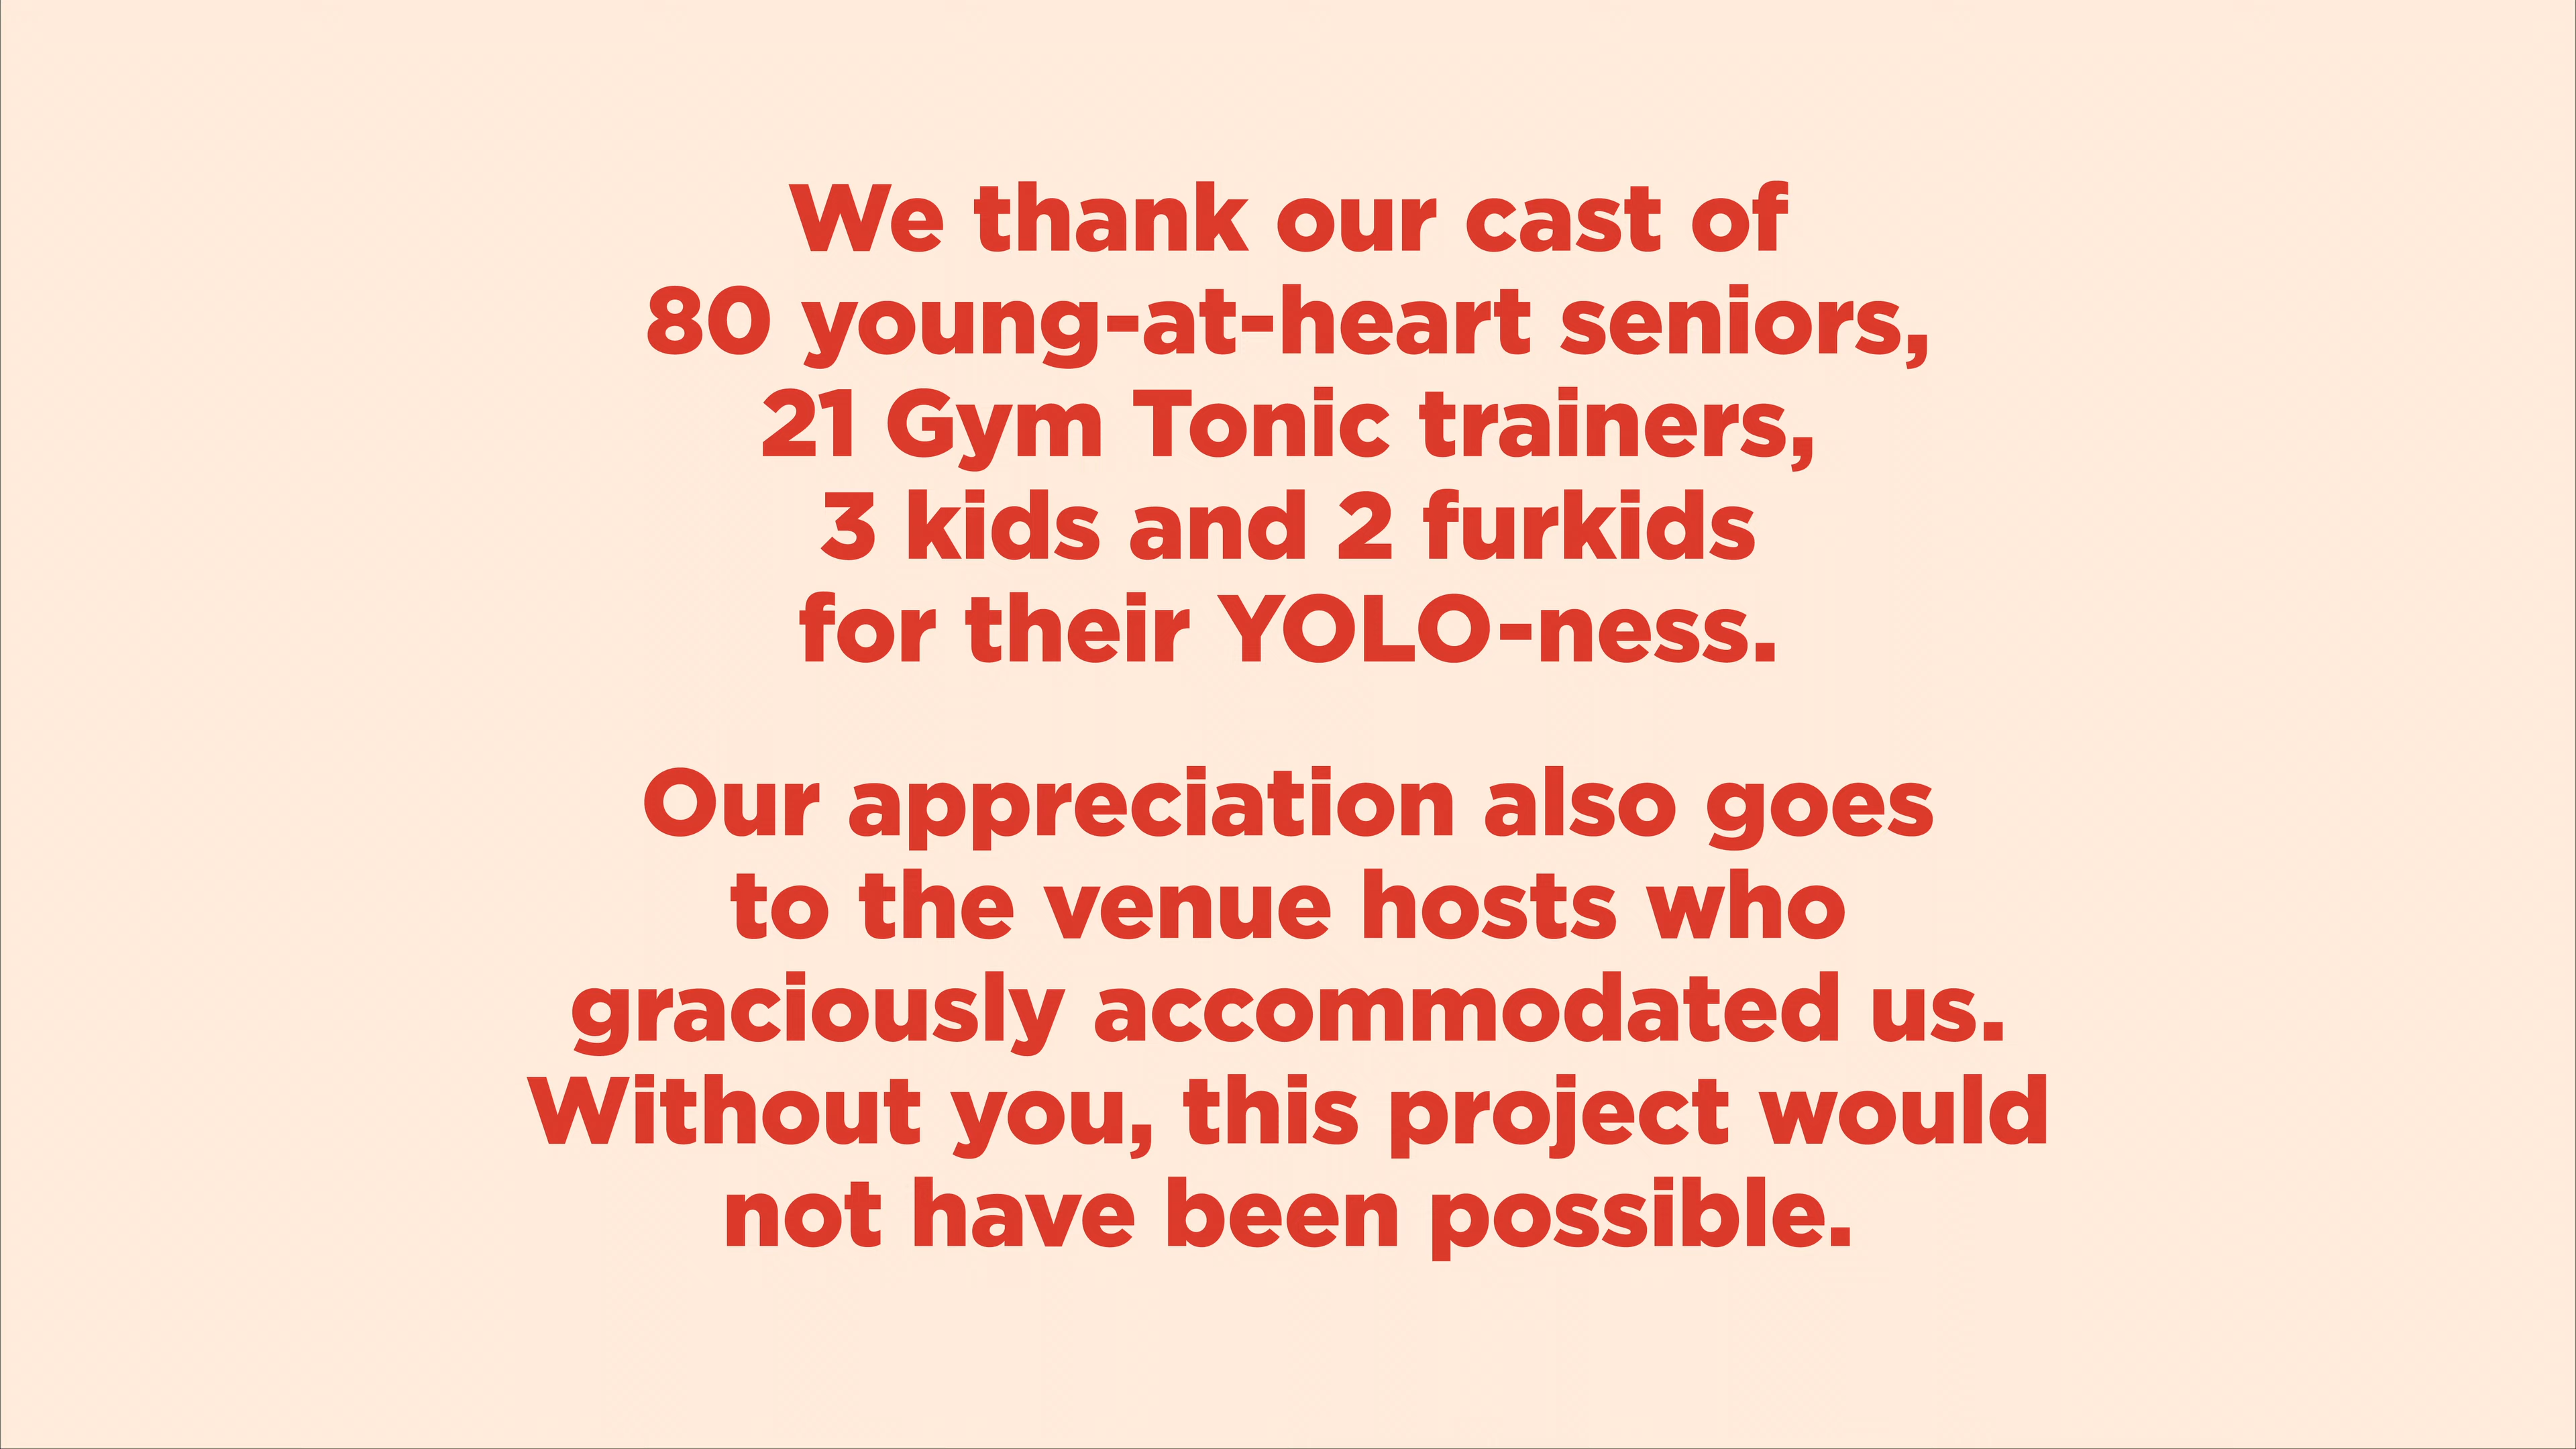 We thank our cast of
80 young-at-heart seniors,
21 Gym Tonic trainers,
3 kids and 2 furkids
for their YOLO-ness.
Our appreciation also goes
to the venue hosts who
graciously accommodated us.
Without you, this project would
not have been possible.